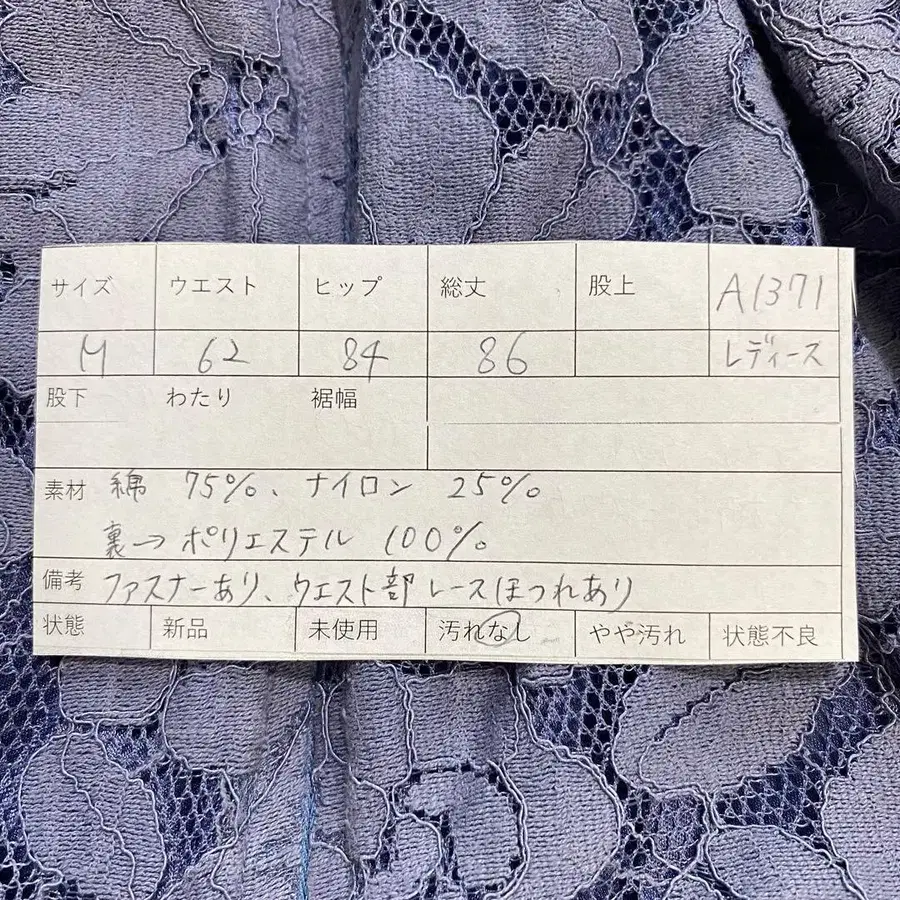 サイズ ウエスト ヒップ 総丈 股上 A1371
M 62 84 86 レディース
股下 わたり 裾幅
素材 綿 75%、ナイロン 25%
裏→ポリエステル 100%
備考 ファスナーあり、ウエスト部レースほつれあり
状態 新品 未使用 汚れなし やや汚れ 状態不良